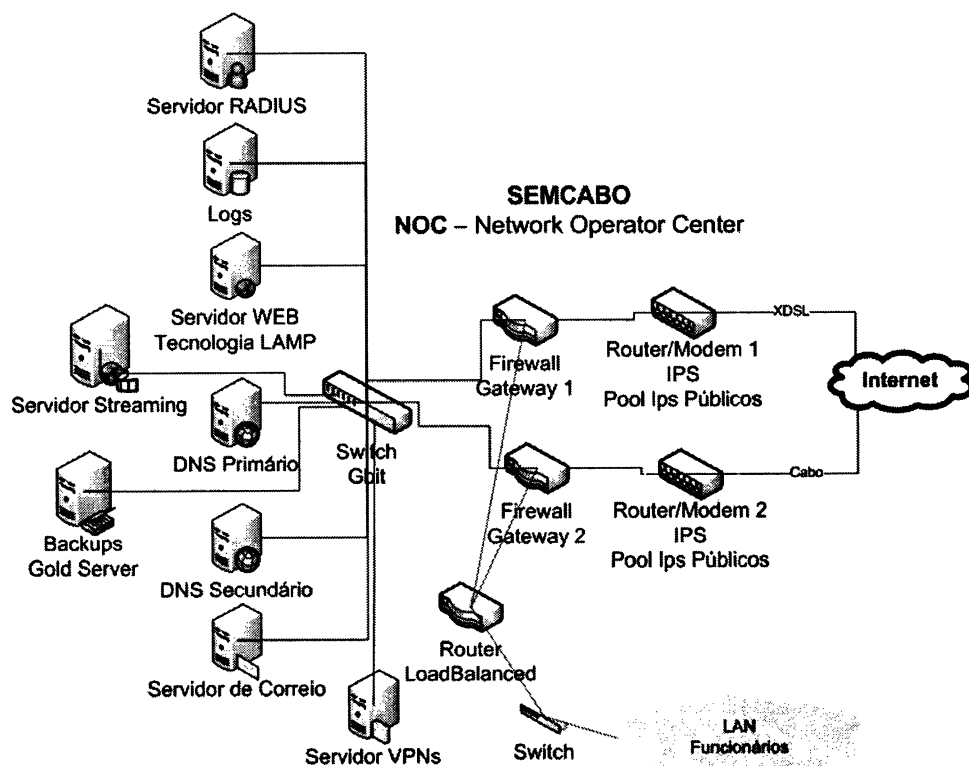 Servidor RADIUS
Logs
SEMCABO
NOC – Network Operator Center
Servidor WEB
Tecnologia LAMP
Servidor Streaming
DNS Primário
Switch
Gbit
Firewall
Gateway 1
Router/Modem 1
IPS
Pool Ips Públicos
XDSL
Internet
Cabo
Firewall
Gateway 2
Router/Modem 2
IPS
Pool Ips Públicos
Backups
Gold Server
DNS Secundário
Servidor de Correio
Servidor VPNs
Router
LoadBalanced
Switch
LAN
Funcionários